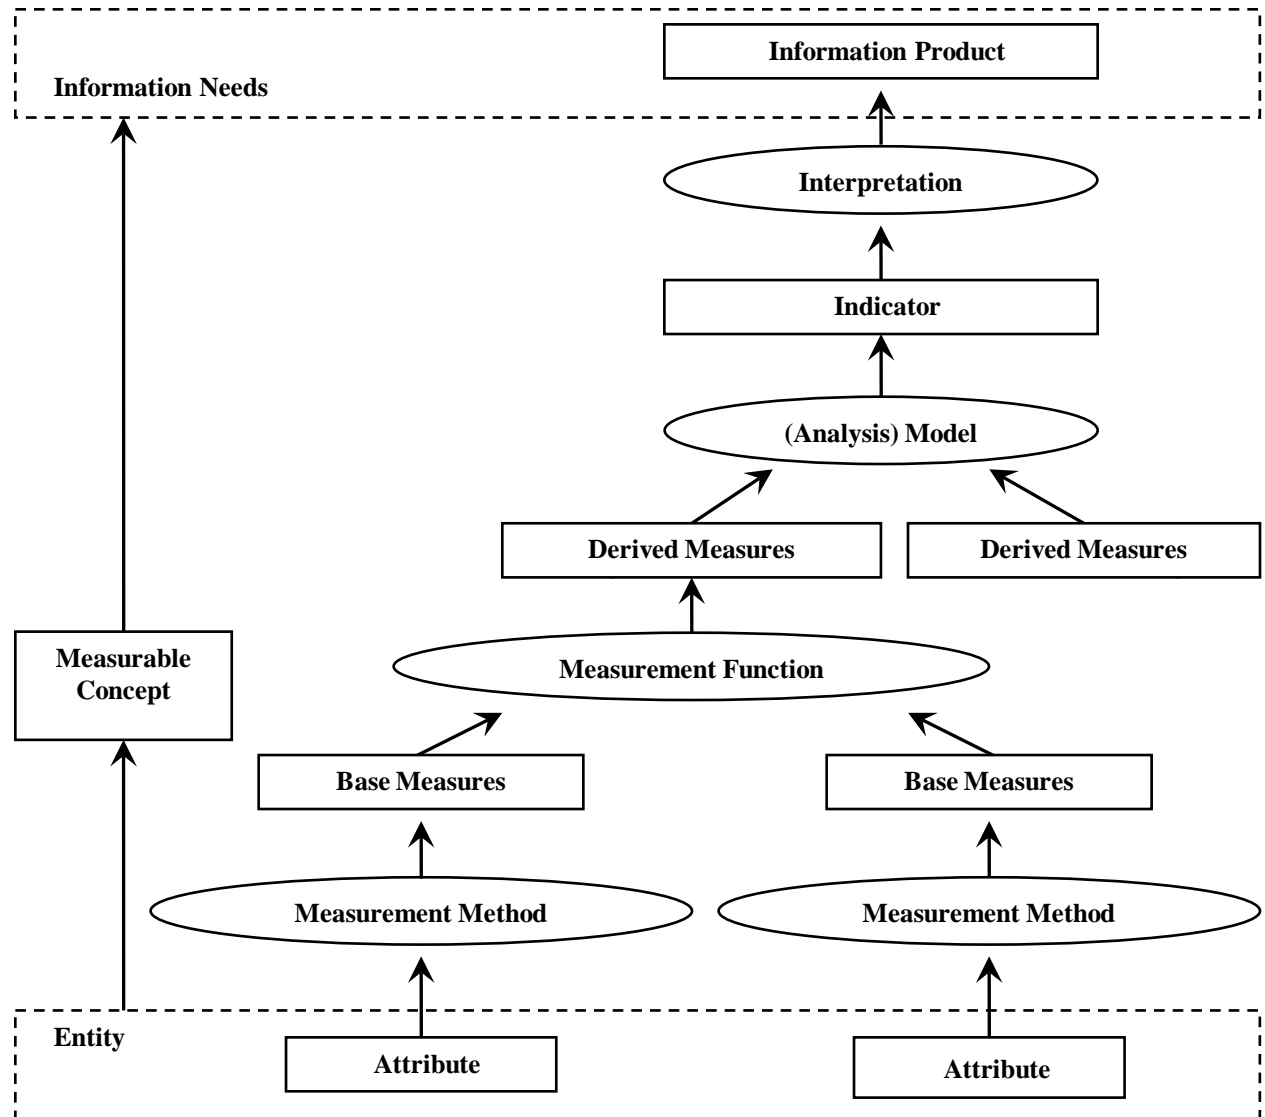 Information Product
Information Needs
Interpretation
Indicator
(Analysis) Model
Derived Measures
Derived Measures
Measurable
Concept
Measurement Function
Base Measures
Base Measures
Measurement Method
Measurement Method
Entity
Attribute
Attribute